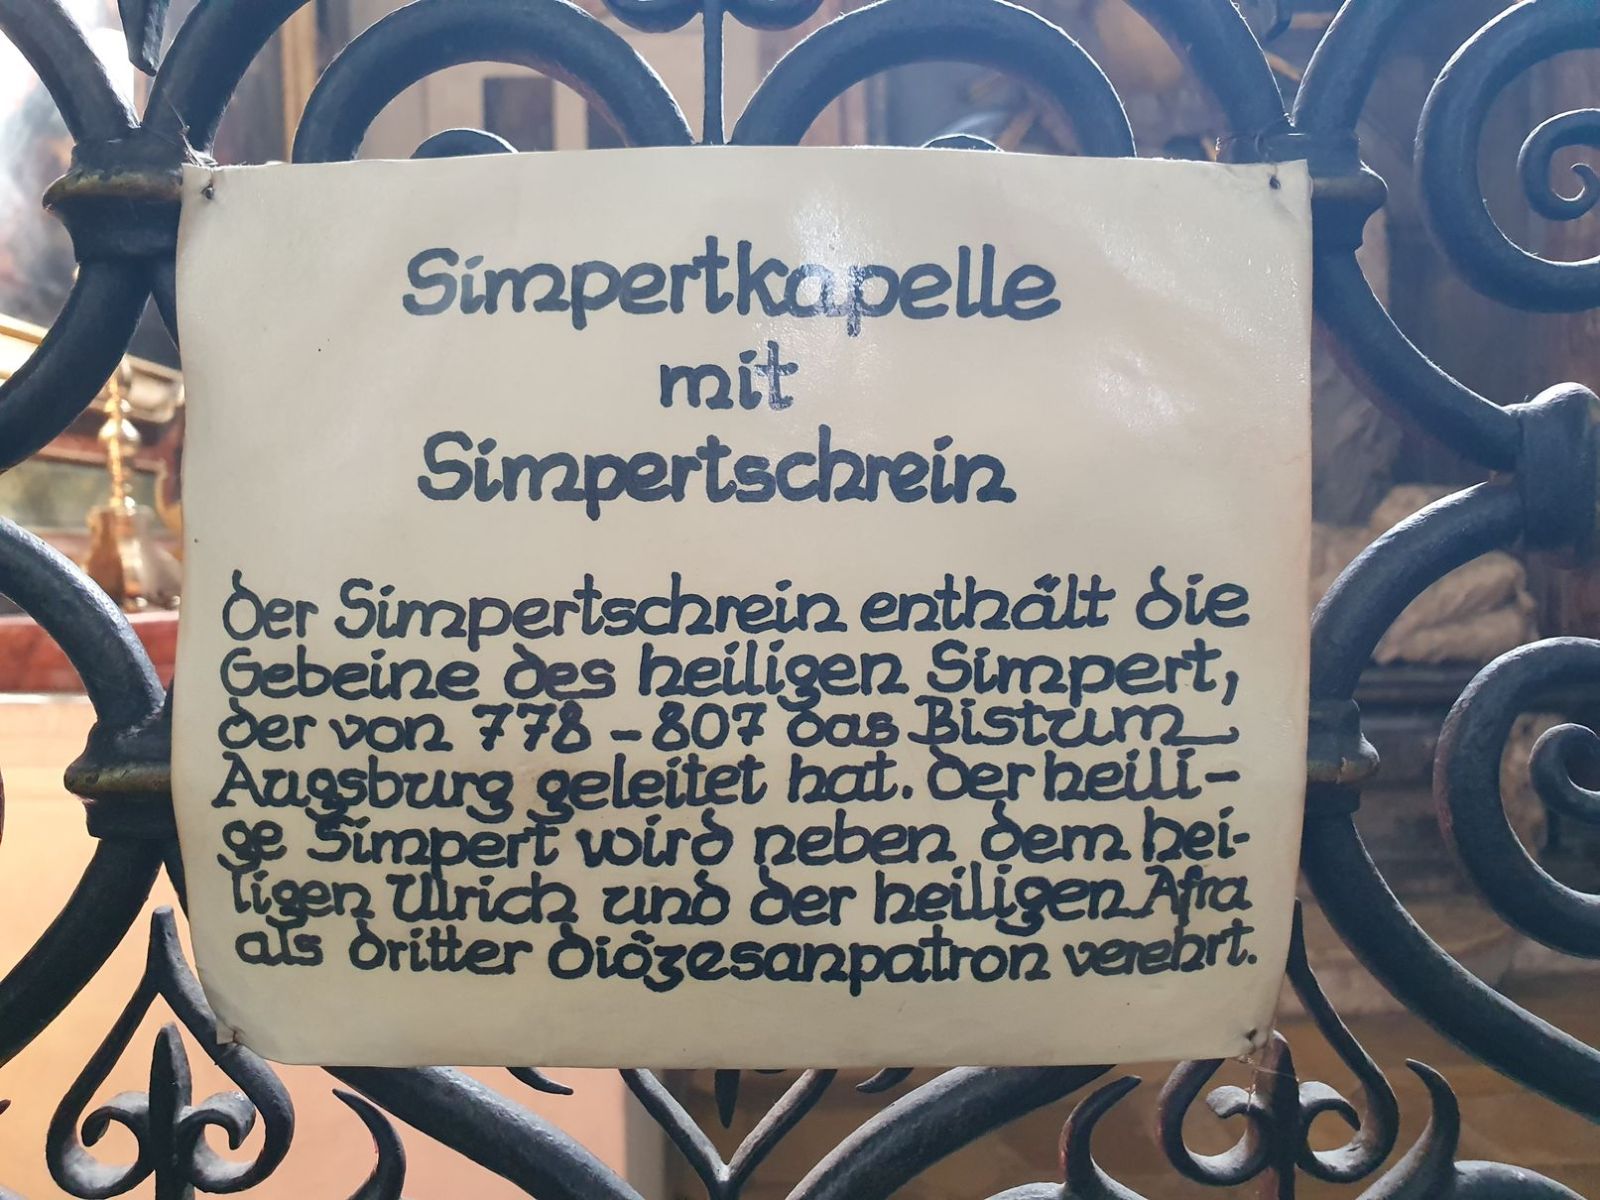 Simpertkapelle
mit
Simpertschrein
der Simpertschrein enthält die
Gebeine des heiligen Simpert,
der von 778 – 807 das Bistum
Augsburg geleitet hat. der heili-
ge Simpert wird neben dem hei-
ligen Ulrich und der heiligen Afra
als dritter diözesanpatron verehrt.